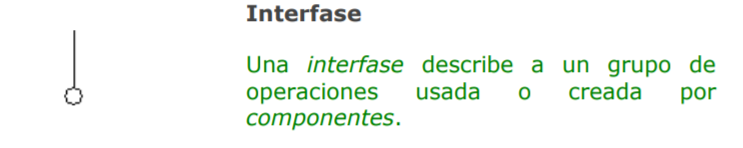 Interfase
Una interfase describe a un grupo de
operaciones usada o creada por
componentes.